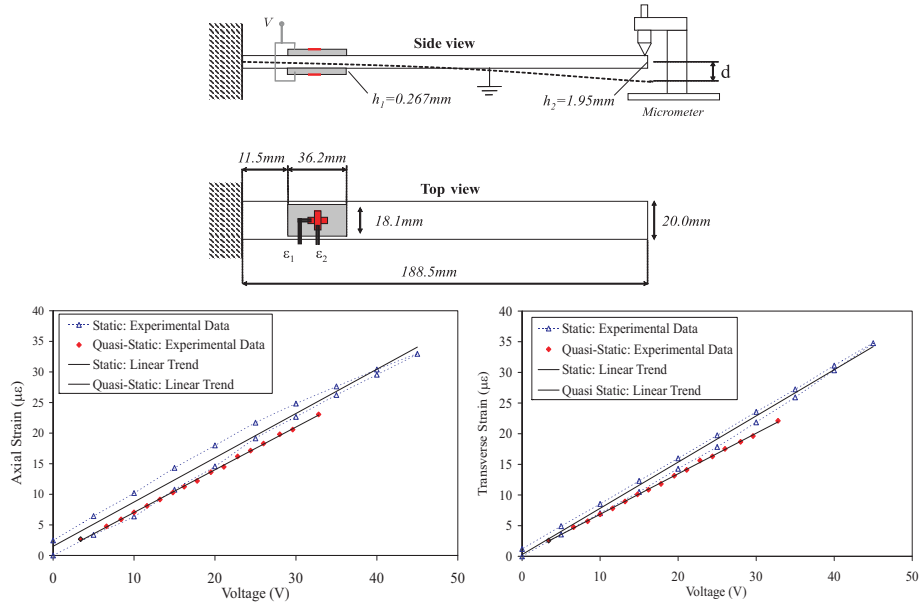 V
Side view
d
h1=0.267mm
h2=1.95mm
Micrometer
11.5mm 36.2mm
Top view
18.1mm
20.0mm
ε1 ε2
188.5mm
40
35
30
25
20
15
10
5
0
Axial Strain (με)
Static: Experimental Data
Quasi-Static: Experimental Data
Static: Linear Trend
Quasi-Static: Linear Trend
0 10 20 30 40 50
Voltage (V)
40
35
30
25
20
15
10
5
0
Transverse Strain (με)
Static: Experimental Data
Quasi-Static: Experimental Data
Static: Linear Trend
Quasi Static: Linear Trend
0 10 20 30 40 50
Voltage (V)